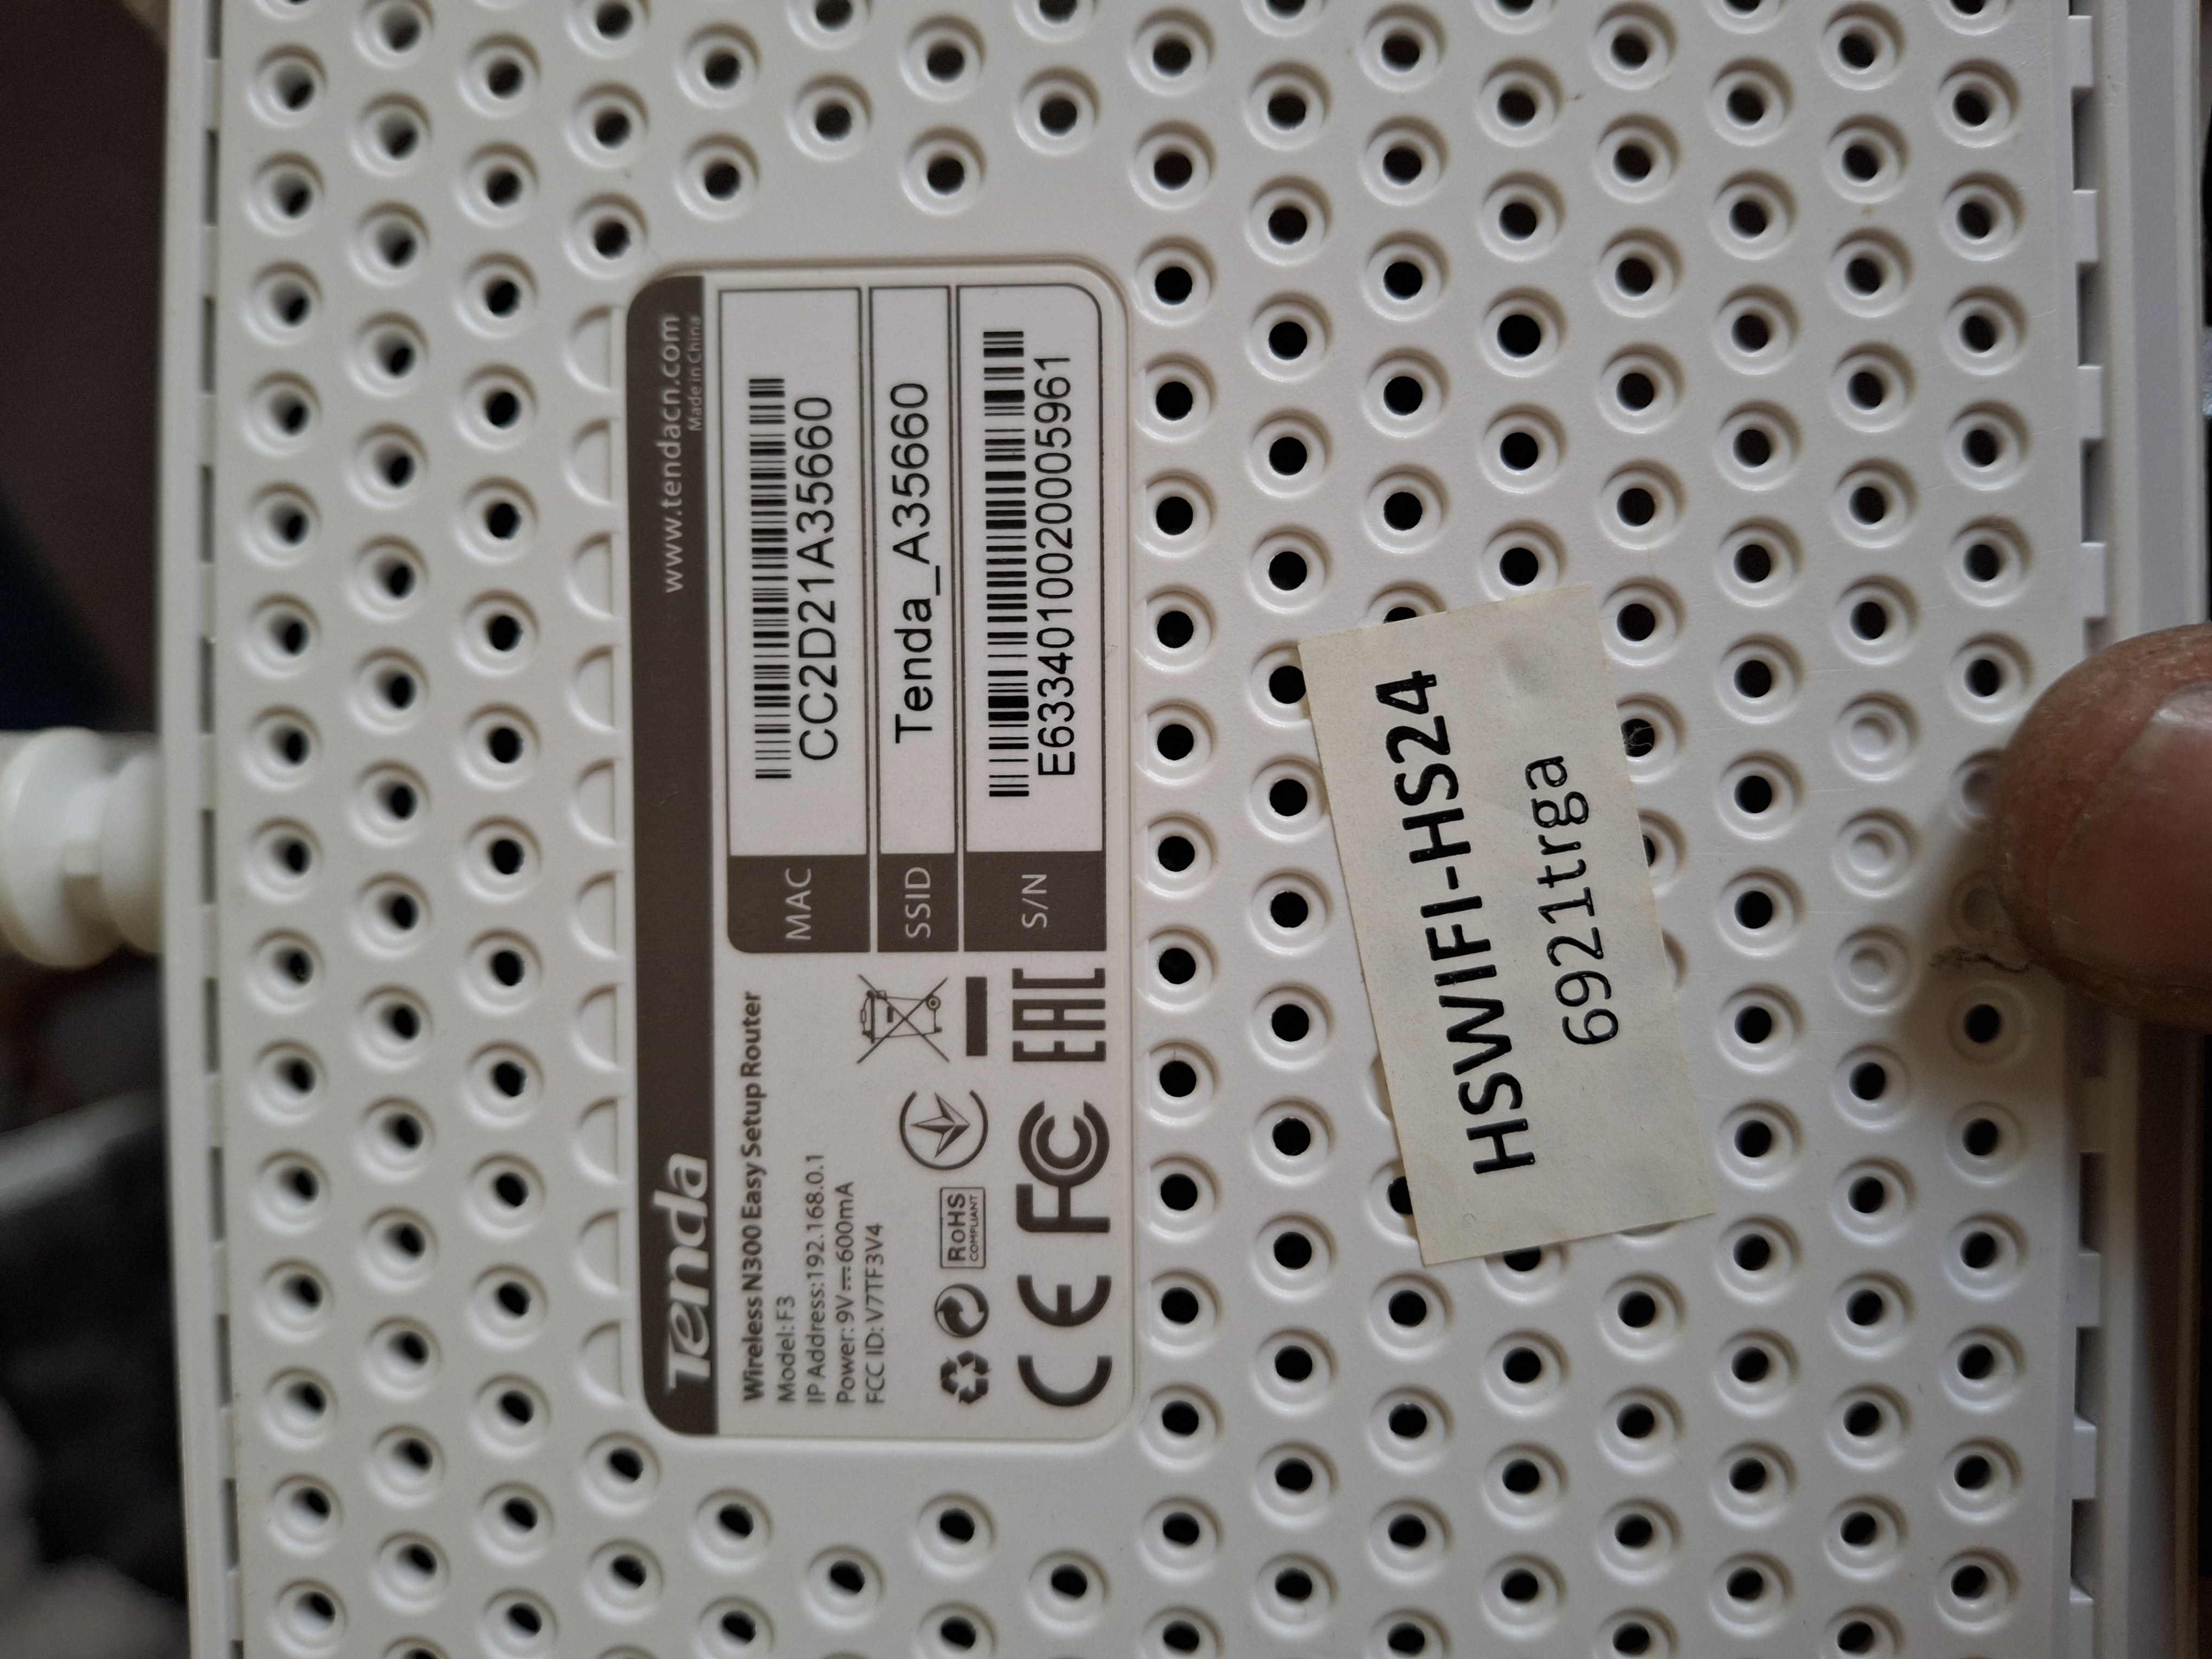 Tenda
www.tendacn.com
Made in China
Wireless N300 Easy Setup Router
Model: F3
IP Address:192.168.0.1
Power: 9V⎓600mA
FCC ID: V7TF3V4
RoHS
COMPLIANT
CE FC EAC
MAC
CC2D21A35660
SSID
Tenda_A35660
S/N
E6334010020005961
HSWIFI-HS24
6921trga